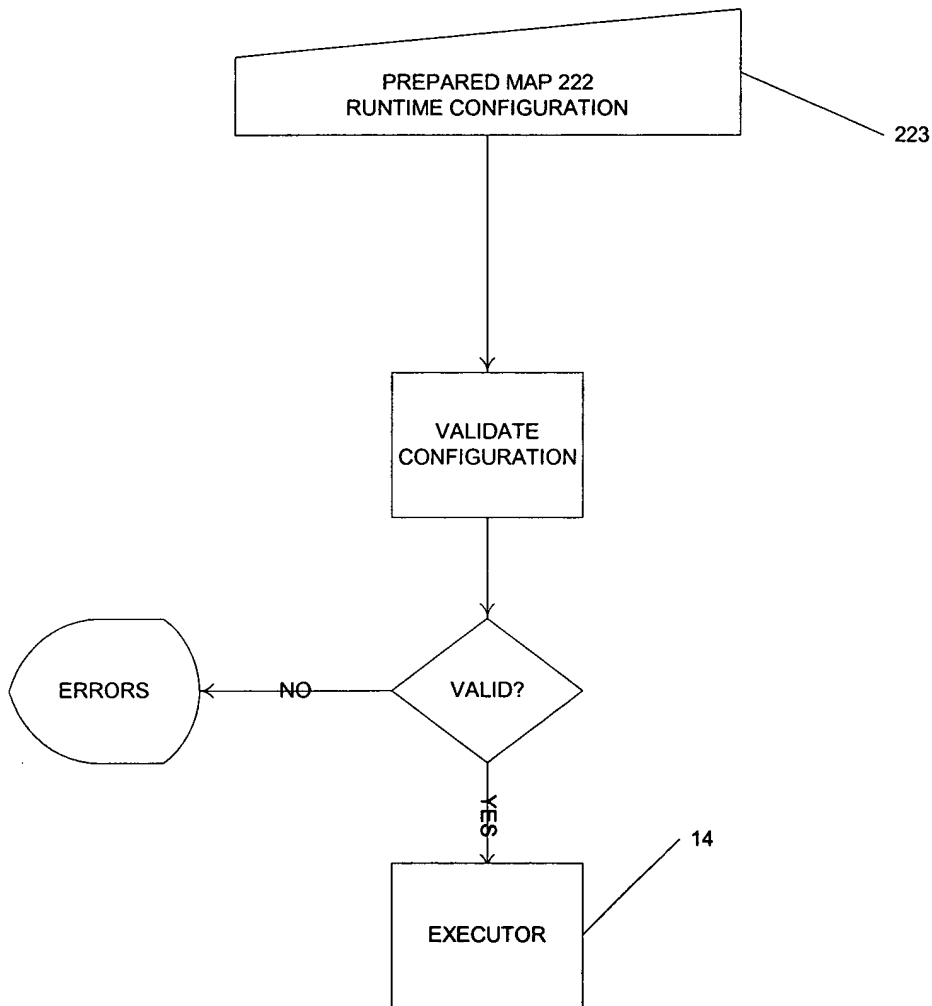 PREPARED MAP 222
RUNTIME CONFIGURATION
223
VALIDATE
CONFIGURATION
ERRORS
NO
VALID?
YES
14
EXECUTOR